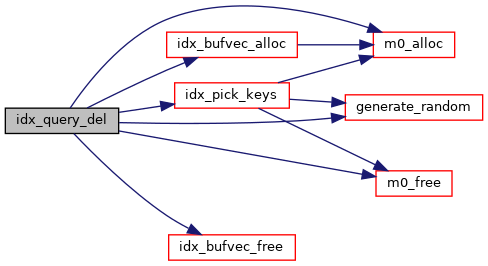 idx_query_del
idx_bufvec_alloc
m0_alloc
idx_pick_keys
generate_random
m0_free
idx_bufvec_free